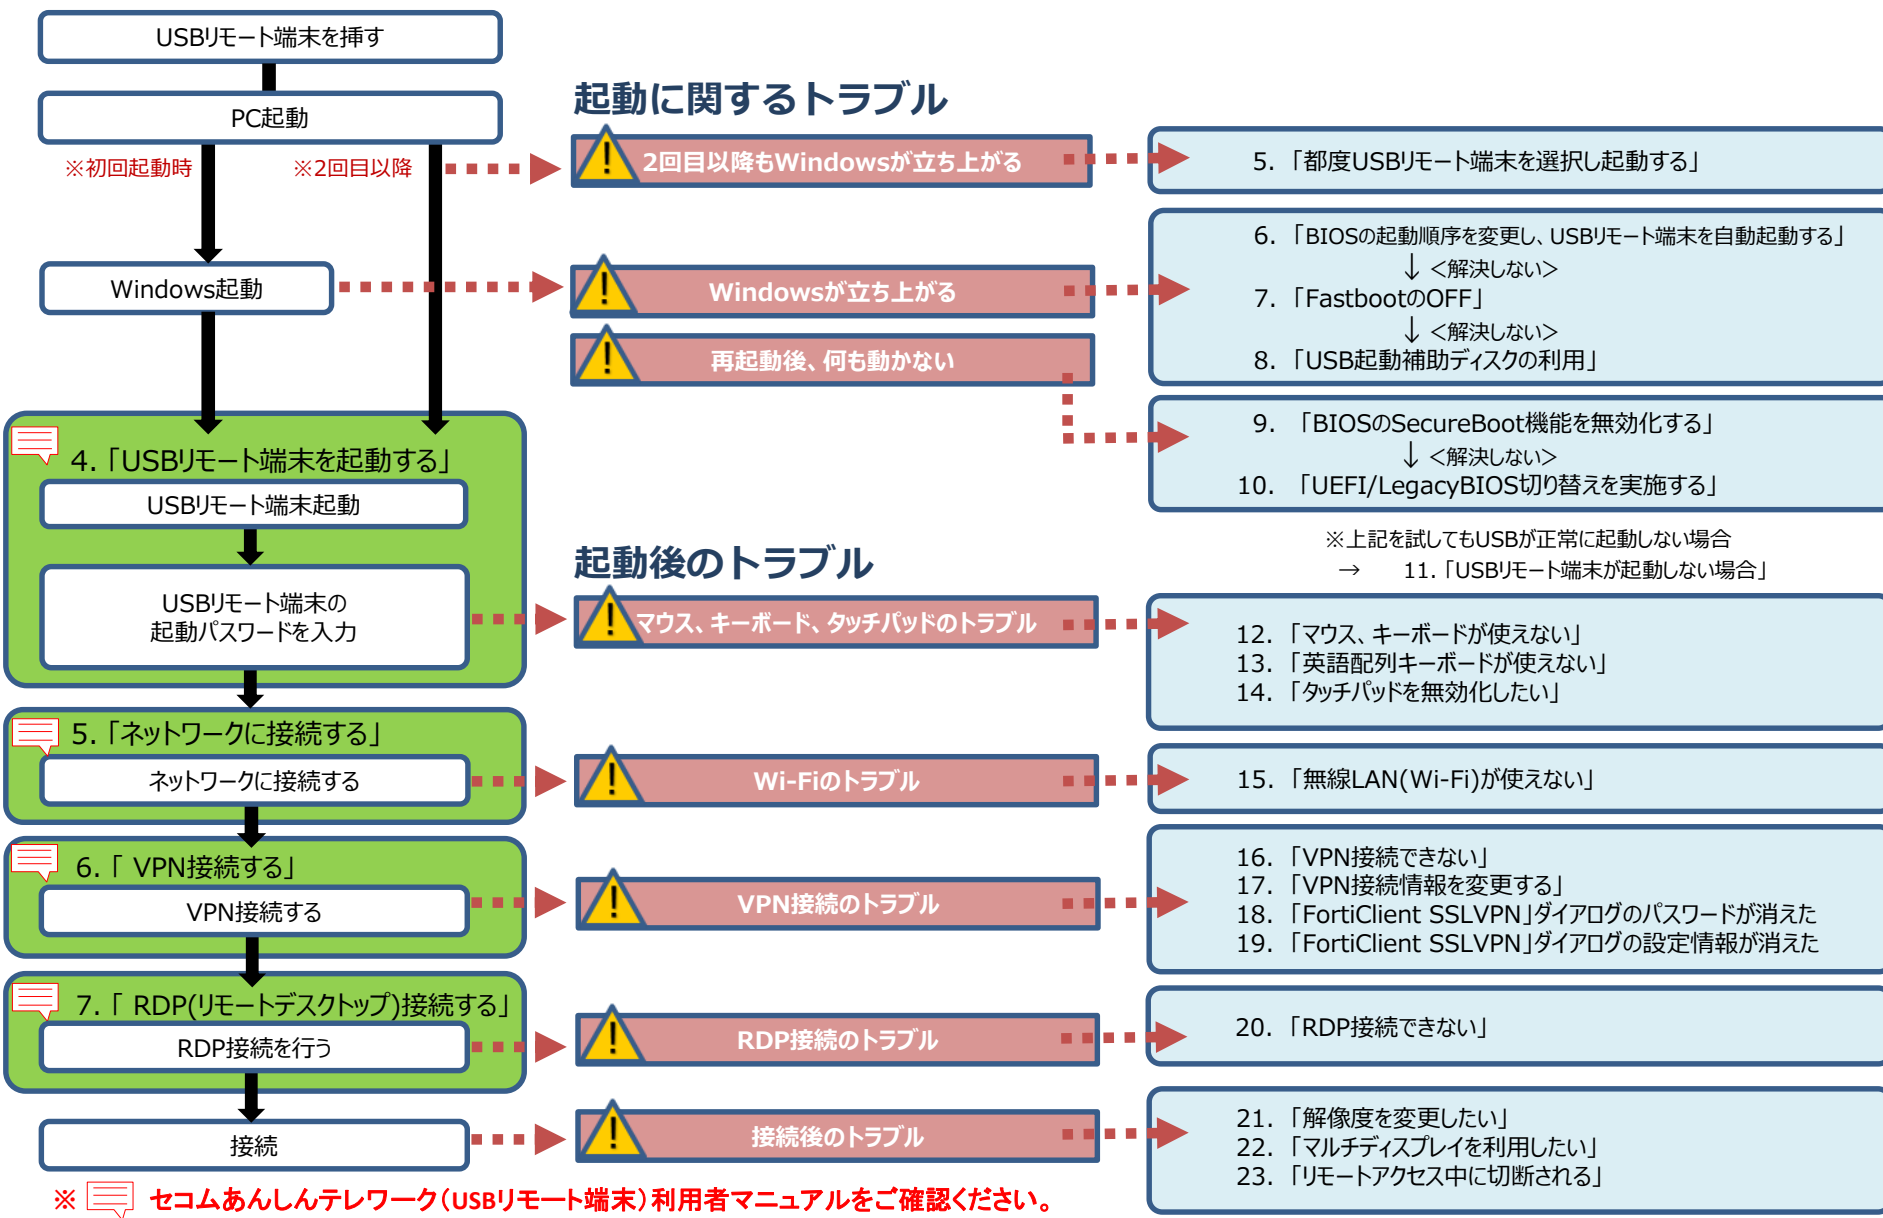 USBリモート端末を挿す
PC起動
※初回起動時
※2回目以降
Windows起動
4.「USBリモート端末を起動する」
USBリモート端末起動
USBリモート端末の
起動パスワードを入力
5.「ネットワークに接続する」
ネットワークに接続する
6.「 VPN接続する」
VPN接続する
7.「 RDP(リモートデスクトップ)接続する」
RDP接続を行う
接続
起動に関するトラブル
2回目以降もWindowsが立ち上がる
Windowsが立ち上がる
再起動後、何も動かない
起動後のトラブル
マウス、キーボード、タッチパッドのトラブル
Wi-Fiのトラブル
VPN接続のトラブル
RDP接続のトラブル
接続後のトラブル
5. 「都度USBリモート端末を選択し起動する」
6. 「BIOSの起動順序を変更し、USBリモート端末を自動起動する」
↓ <解決しない>
7. 「FastbootのOFF」
↓ <解決しない>
8. 「USB起動補助ディスクの利用」
9. 「BIOSのSecureBoot機能を無効化する」
↓ <解決しない>
10. 「UEFI/LegacyBIOS切り替えを実施する」
※上記を試してもUSBが正常に起動しない場合
→ 11.「USBリモート端末が起動しない場合」
12. 「マウス、キーボードが使えない」
13. 「英語配列キーボードが使えない」
14. 「タッチパッドを無効化したい」
15. 「無線LAN(Wi-Fi)が使えない」
16. 「VPN接続できない」
17. 「VPN接続情報を変更する」
18. 「FortiClient SSLVPN」ダイアログのパスワードが消えた
19. 「FortiClient SSLVPN」ダイアログの設定情報が消えた
20. 「RDP接続できない」
21. 「解像度を変更したい」
22. 「マルチディスプレイを利用したい」
23. 「リモートアクセス中に切断される」
※ セコムあんしんテレワーク（USBリモート端末）利用者マニュアルをご確認ください。